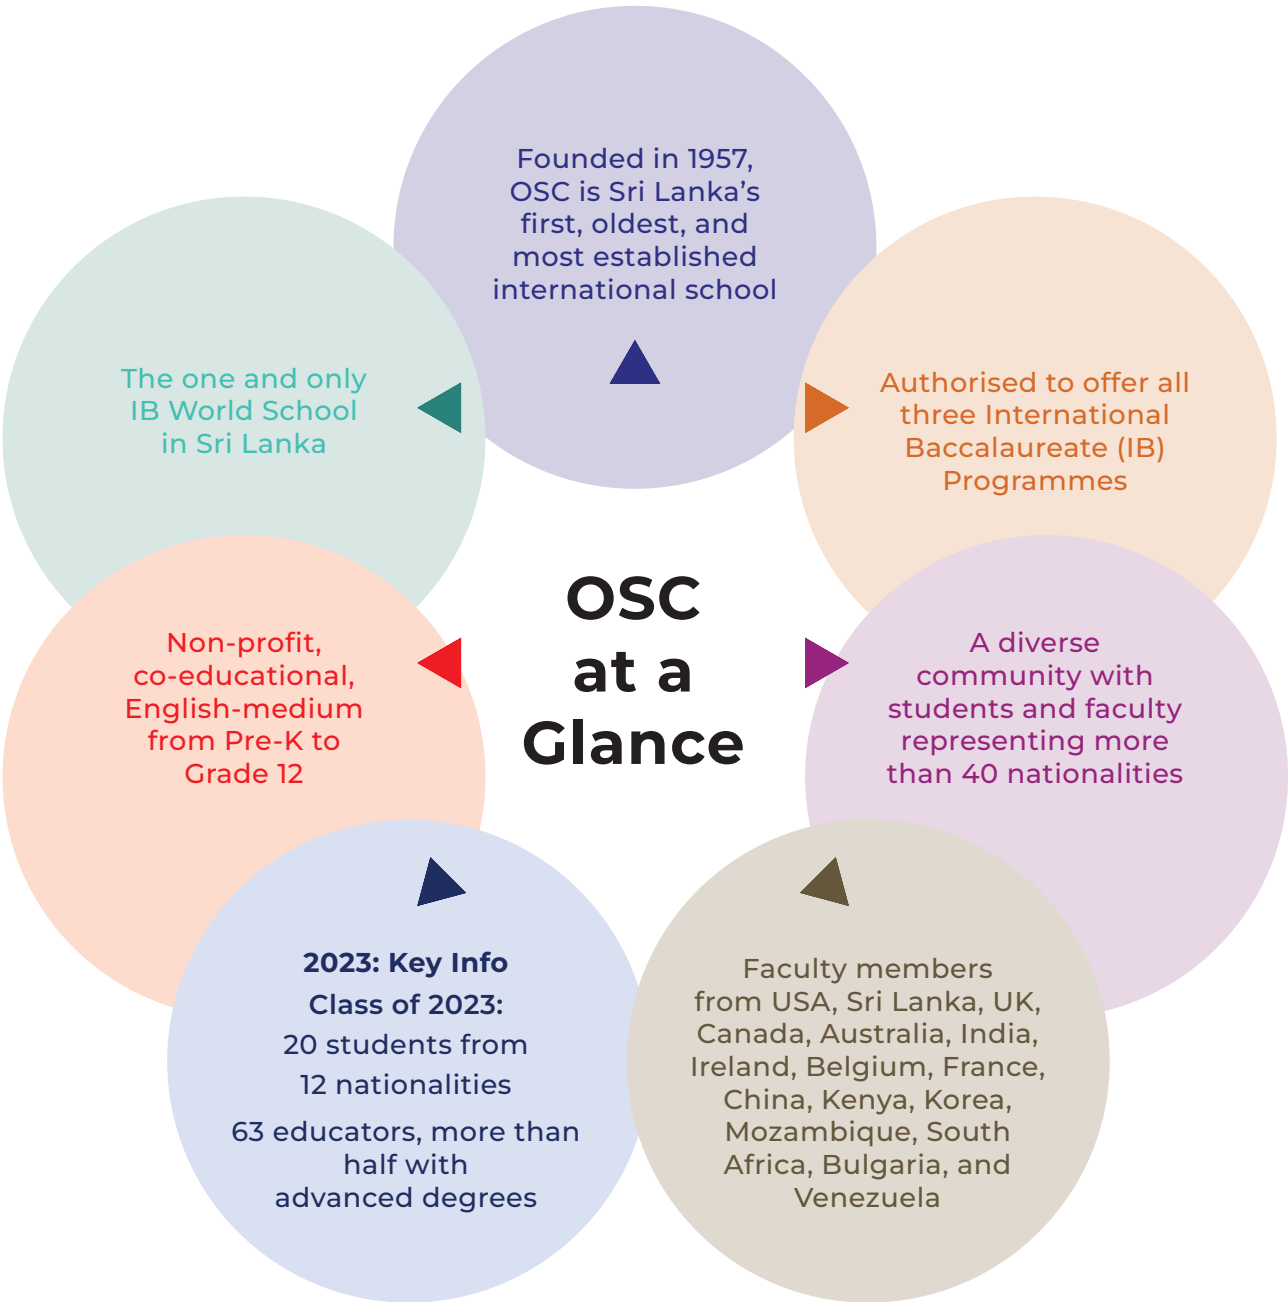 Founded in 1957,
OSC is Sri Lanka’s
first, oldest, and
most established
international school
The one and only
IB World School
in Sri Lanka
Authorised to offer all
three International
Baccalaureate (IB)
Programmes
OSC
at a
Glance
Non-profit,
co-educational,
English-medium
from Pre-K to
Grade 12
A diverse
community with
students and faculty
representing more
than 40 nationalities
2023: Key Info
Class of 2023:
20 students from
12 nationalities
63 educators, more than
half with
advanced degrees
Faculty members
from USA, Sri Lanka, UK,
Canada, Australia, India,
Ireland, Belgium, France,
China, Kenya, Korea,
Mozambique, South
Africa, Bulgaria, and
Venezuela